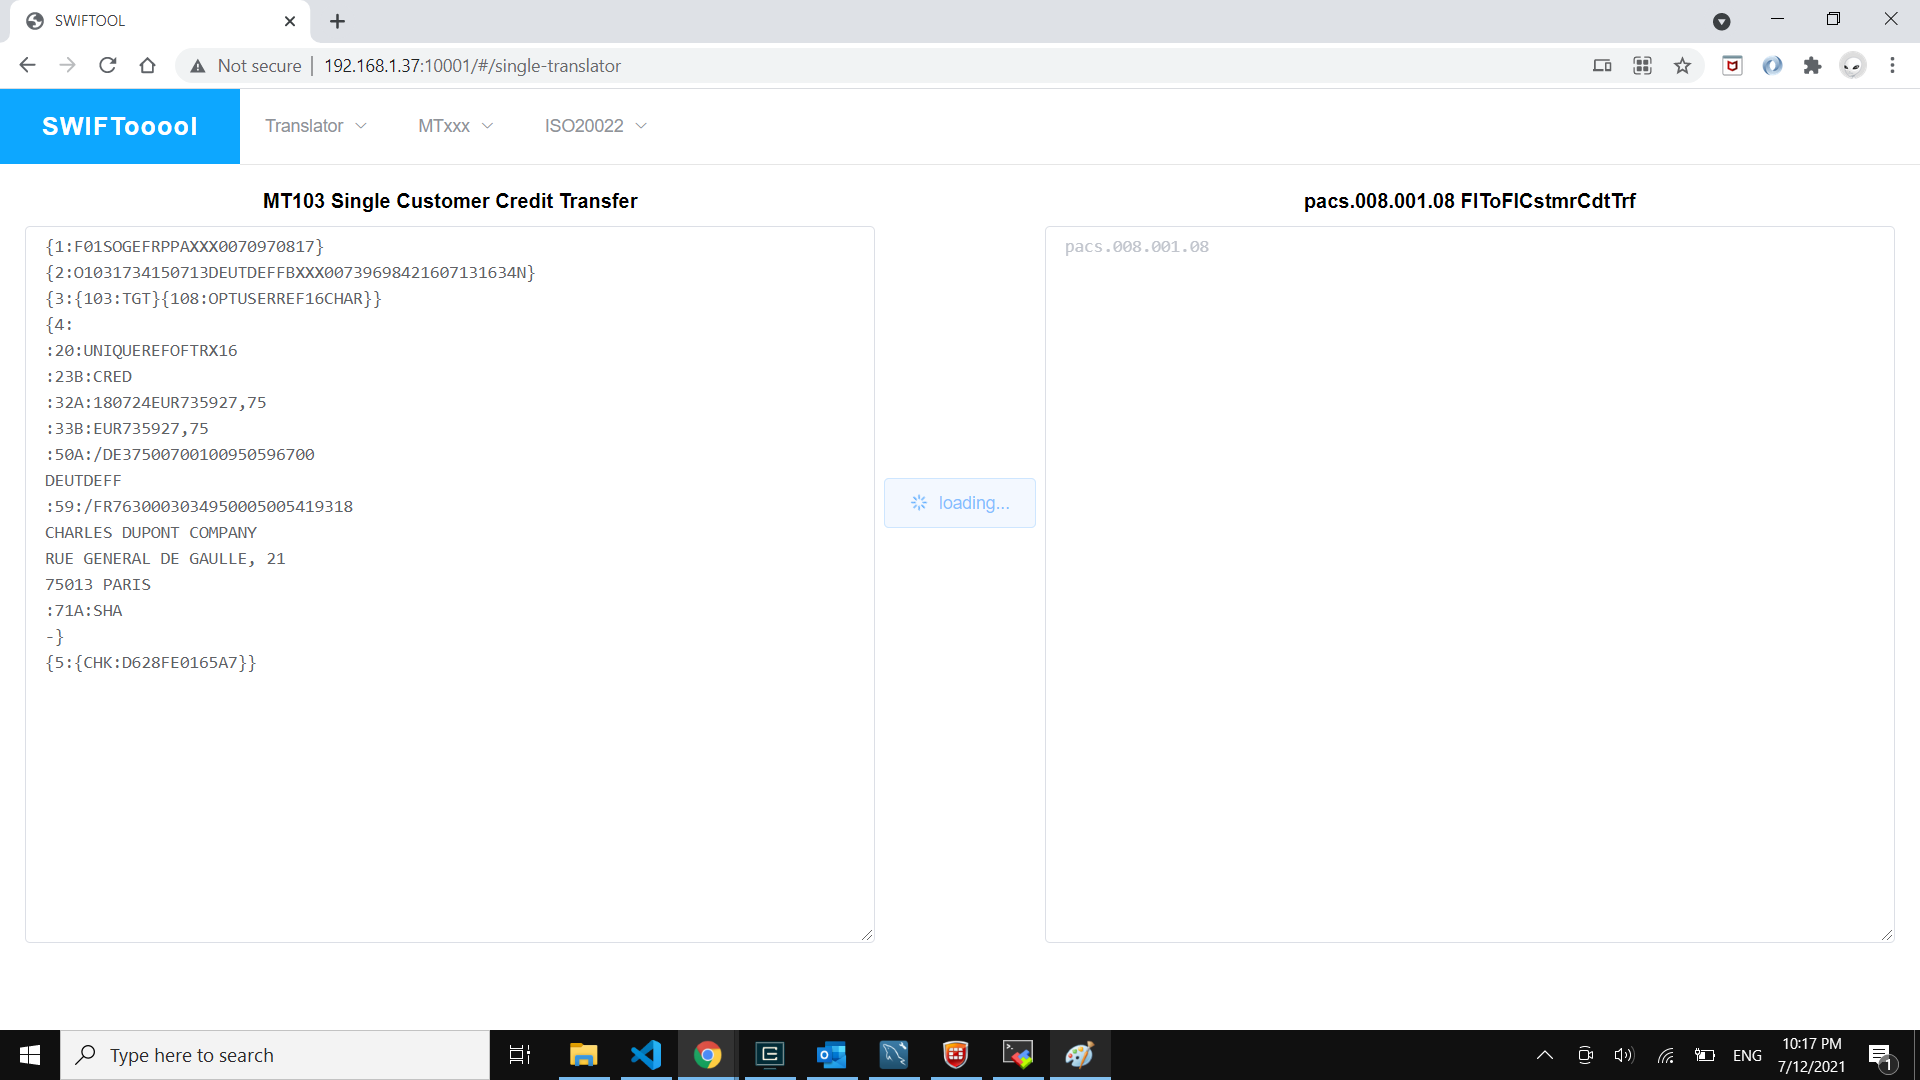 SWIFTOOL
Not secure
192.168.1.37:10001/#/single-translator
SWIFTooool
Translator
MTxxx
ISO20022
MT103 Single Customer Credit Transfer
{1:F01SOGEFRPPAXXX0070970817}
{2:O1031734150713DEUTDEFFBXXX00739698421607131634N}
{3:{103:TGT}{108:OPTUSERREF16CHAR}}
{4:
:20:UNIQUEREFOFTRX16
:23B:CRED
:32A:180724EUR735927,75
:33B:EUR735927,75
:50A:/DE37500700100950596700
DEUTDEFF
:59:/FR7630003034950005005419318
CHARLES DUPONT COMPANY
RUE GENERAL DE GAULLE, 21
75013 PARIS
:71A:SHA
-}
{5:{CHK:D628FE0165A7}}
loading...
pacs.008.001.08 FIToFICstmrCdtTrf
pacs.008.001.08
Type here to search
ENG
10:17 PM
7/12/2021
1